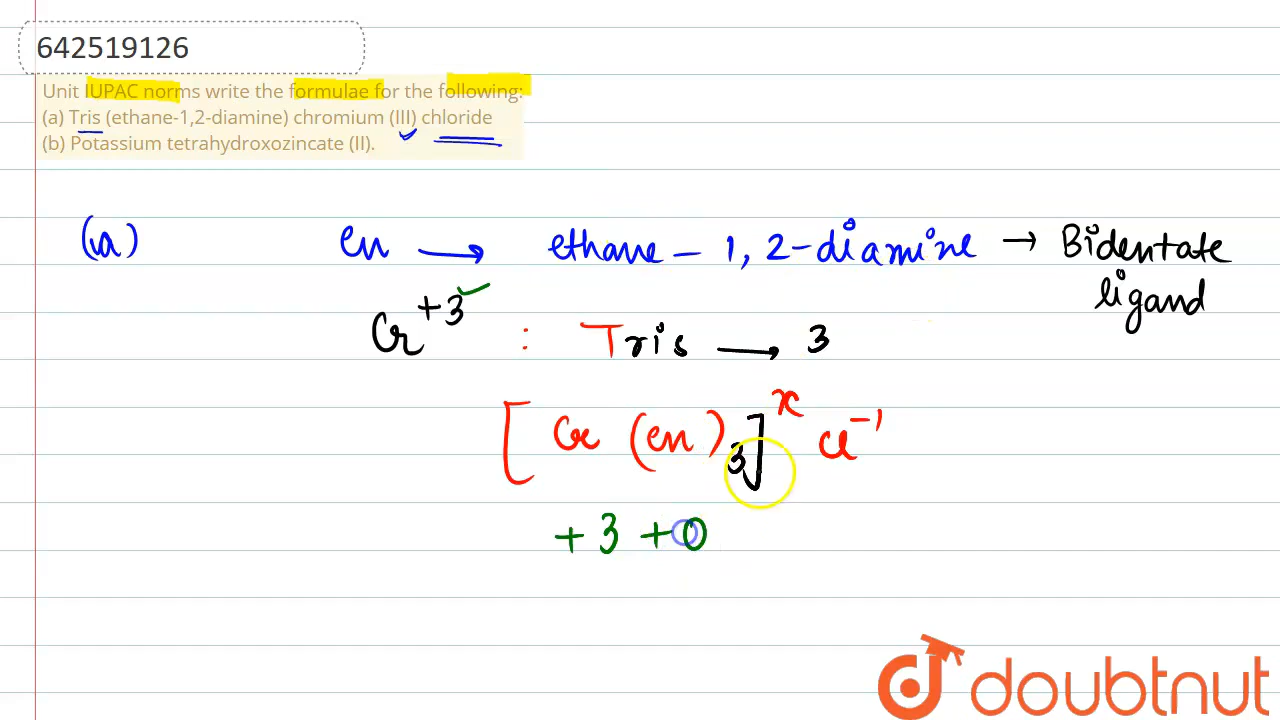 642519126
Unit IUPAC norms write the formulae for the following:
(a) Tris (ethane-1,2-diamine) chromium (III) chloride
(b) Potassium tetrahydroxozincate (II).
(a) en → ethane - 1, 2-diamine → Bidentate
ligand
Cr +3 : Tris → 3
[Cr (en)3]x Cl-1
+3 +0
doubtnut